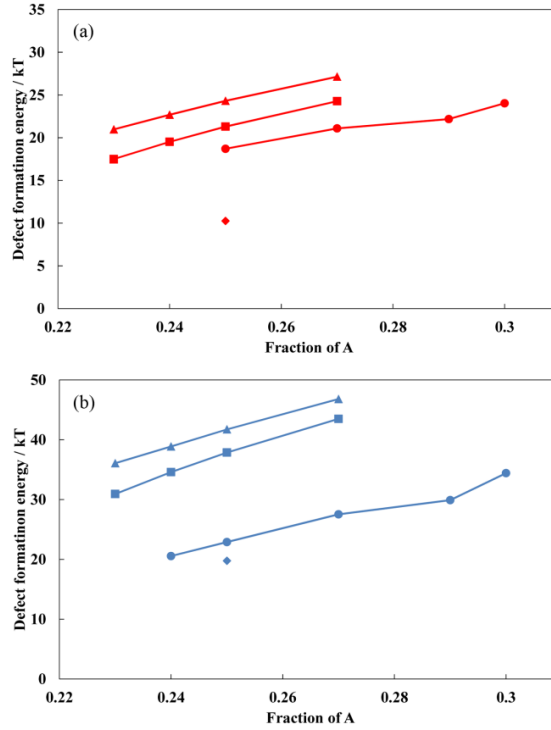 (a)
35
30
25
20
15
10
5
0
Defect formatinon energy / kT
0.22 0.24 0.26 0.28 0.3
Fraction of A
(b)
50
40
30
20
10
0
Defect formatinon energy / kT
0.22 0.24 0.26 0.28 0.3
Fraction of A